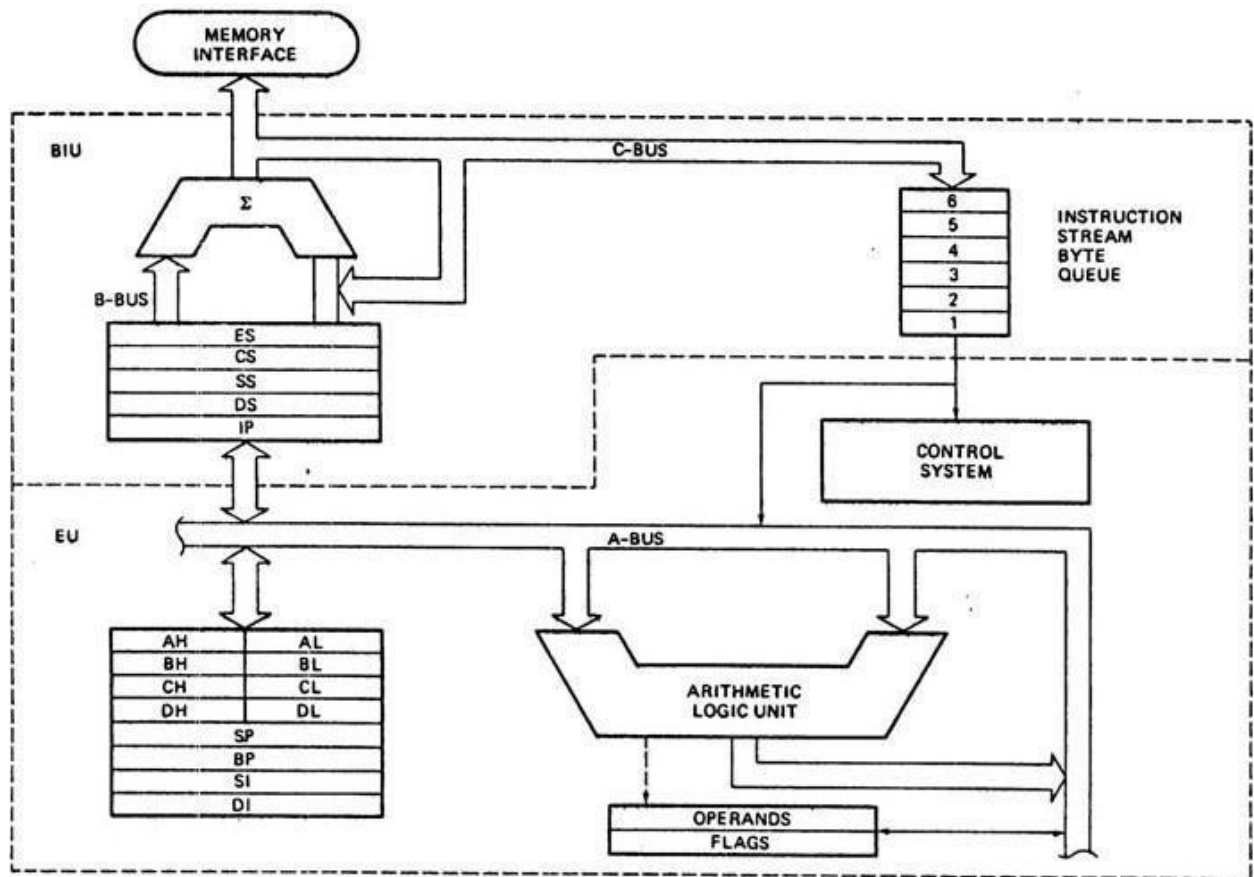 MEMORY
INTERFACE
BIU
C-BUS
Σ
6
5
4
3
2
1
INSTRUCTION
STREAM
BYTE
QUEUE
B-BUS
ES
CS
SS
DS
IP
CONTROL
SYSTEM
EU
A-BUS
AH AL
BH BL
CH CL
DH DL
SP
BP
SI
DI
ARITHMETIC
LOGIC UNIT
OPERANDS
FLAGS